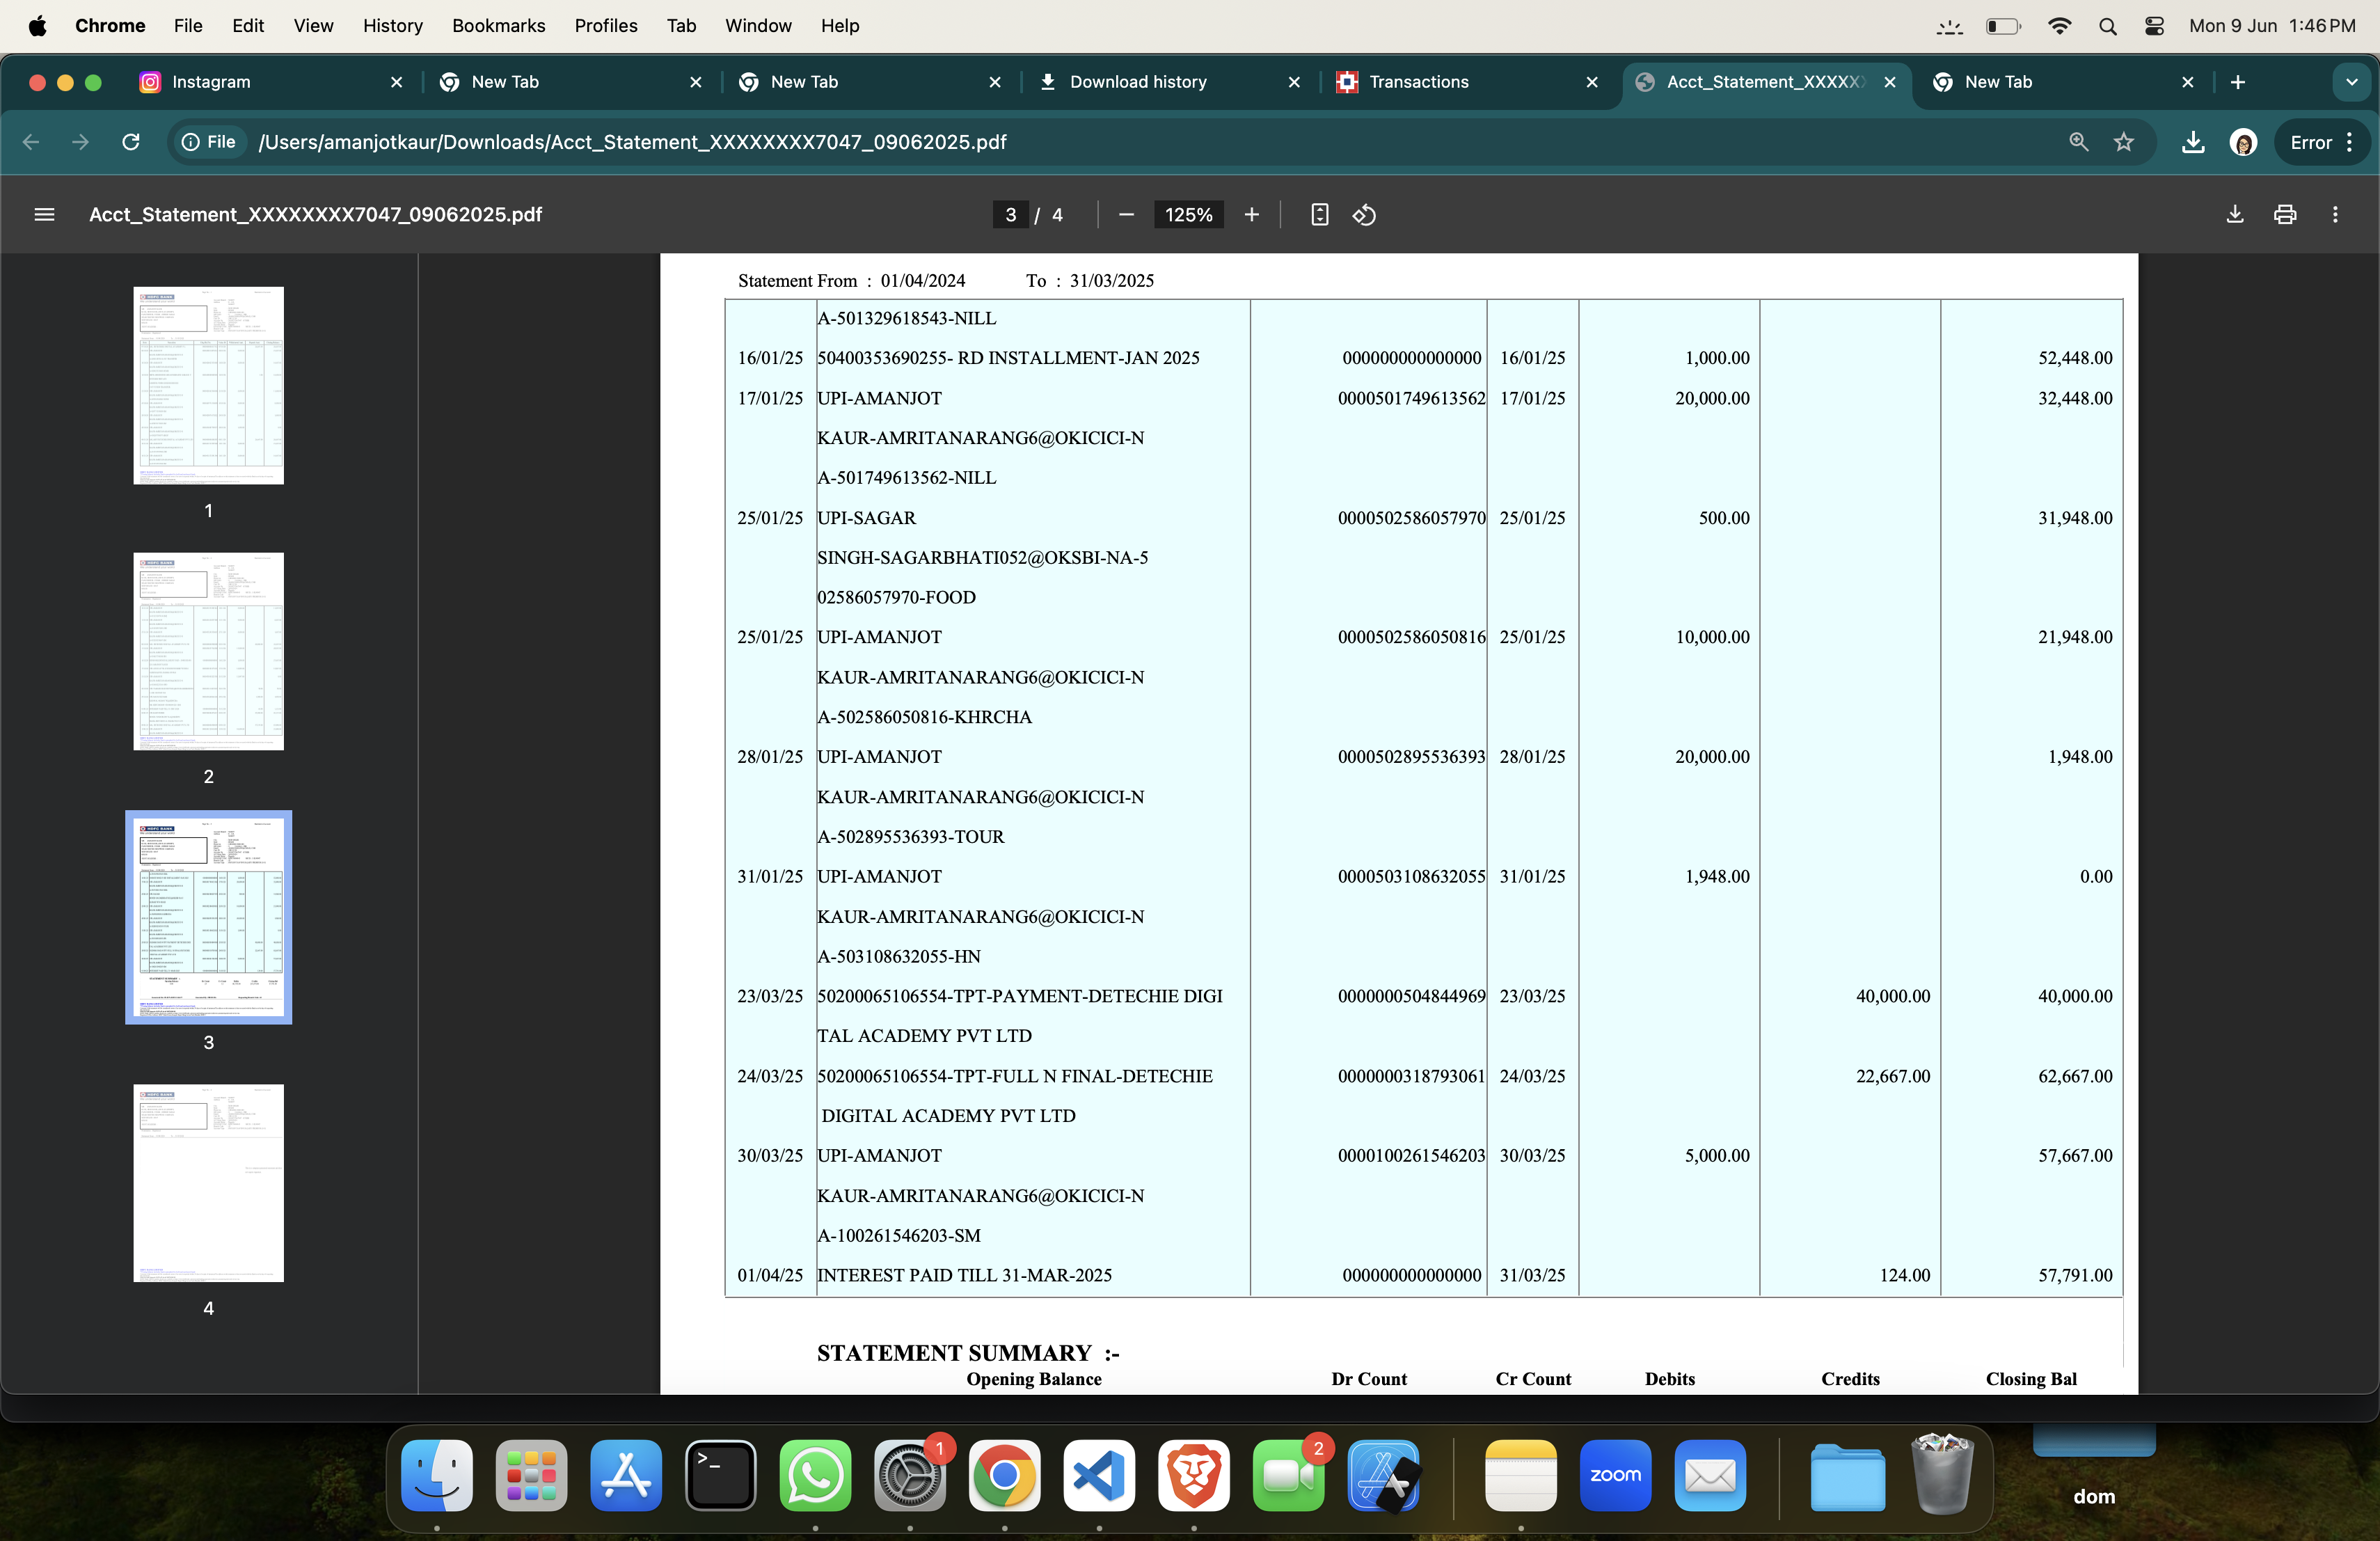 Chrome File Edit View History Bookmarks Profiles Tab Window Help Mon 9 Jun 1:46 PM
Instagram New Tab New Tab Download history Transactions Acct_Statement_XXXXXX New Tab
File /Users/amanjotkaur/Downloads/Acct_Statement_XXXXXXXX7047_09062025.pdf Error
Acct_Statement_XXXXXXXX7047_09062025.pdf 3 / 4 125%
1
2
3
4
Statement From : 01/04/2024 To : 31/03/2025
A-501329618543-NILL
16/01/25 50400353690255- RD INSTALLMENT-JAN 2025 000000000000000 16/01/25 1,000.00 52,448.00
17/01/25 UPI-AMANJOT 0000501749613562 17/01/25 20,000.00 32,448.00
KAUR-AMRITANARANG6@OKICICI-N
A-501749613562-NILL
25/01/25 UPI-SAGAR 0000502586057970 25/01/25 500.00 31,948.00
SINGH-SAGARBHATI052@OKSBI-NA-5
02586057970-FOOD
25/01/25 UPI-AMANJOT 0000502586050816 25/01/25 10,000.00 21,948.00
KAUR-AMRITANARANG6@OKICICI-N
A-502586050816-KHRCHA
28/01/25 UPI-AMANJOT 0000502895536393 28/01/25 20,000.00 1,948.00
KAUR-AMRITANARANG6@OKICICI-N
A-502895536393-TOUR
31/01/25 UPI-AMANJOT 0000503108632055 31/01/25 1,948.00 0.00
KAUR-AMRITANARANG6@OKICICI-N
A-503108632055-HN
23/03/25 50200065106554-TPT-PAYMENT-DETECHIE DIGI 0000000504844969 23/03/25 40,000.00 40,000.00
TAL ACADEMY PVT LTD
24/03/25 50200065106554-TPT-FULL N FINAL-DETECHIE 0000000318793061 24/03/25 22,667.00 62,667.00
DIGITAL ACADEMY PVT LTD
30/03/25 UPI-AMANJOT 0000100261546203 30/03/25 5,000.00 57,667.00
KAUR-AMRITANARANG6@OKICICI-N
A-100261546203-SM
01/04/25 INTEREST PAID TILL 31-MAR-2025 000000000000000 31/03/25 124.00 57,791.00
STATEMENT SUMMARY :-
Opening Balance Dr Count Cr Count Debits Credits Closing Bal
1
2
zoom
dom